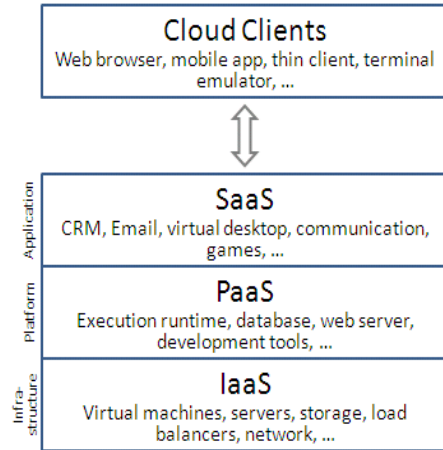 Cloud Clients
Web browser, mobile app, thin client, terminal
emulator, ...
Application
SaaS
CRM, Email, virtual desktop, communication,
games, ...
Platform
PaaS
Execution runtime, database, web server,
development tools, ...
Infra-
structure
IaaS
Virtual machines, servers, storage, load
balancers, network, ...